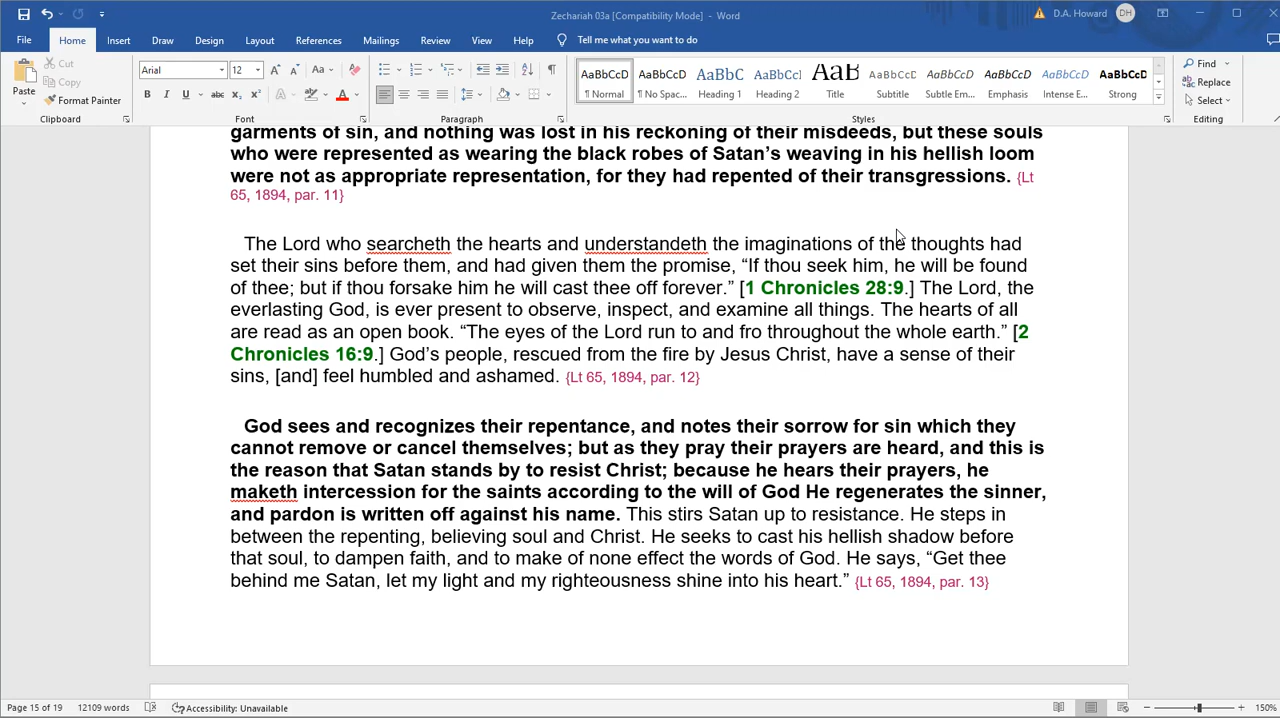 Zechariah 03a [Compatibility Mode] - Word
D.A. Howard DH
File Home Insert Draw Design Layout References Mailings Review View Help Tell me what you want to do
Paste Cut Copy Format Painter
Arial 12 Aa
B I U abc x₂ x² A A
AaBbCcD AaBbCcD AaBbC AaBbCcL AaB AaBbCcD AaBbCcD AaBbCcD AaBbCcD AaBbCcD
¶ Normal ¶ No Spac... Heading 1 Heading 2 Title Subtitle Subtle Em... Emphasis Intense E... Strong
Find Replace Select
Clipboard Font Paragraph Styles Editing
garments of sin, and nothing was lost in his reckoning of their misdeeds, but these souls
who were represented as wearing the black robes of Satan’s weaving in his hellish loom
were not as appropriate representation, for they had repented of their transgressions. {Lt
65, 1894, par. 11}
The Lord who searcheth the hearts and understandeth the imaginations of the thoughts had
set their sins before them, and had given them the promise, “If thou seek him, he will be found
of thee; but if thou forsake him he will cast thee off forever.” [1 Chronicles 28:9.] The Lord, the
everlasting God, is ever present to observe, inspect, and examine all things. The hearts of all
are read as an open book. “The eyes of the Lord run to and fro throughout the whole earth.” [2
Chronicles 16:9.] God’s people, rescued from the fire by Jesus Christ, have a sense of their
sins, [and] feel humbled and ashamed. {Lt 65, 1894, par. 12}
God sees and recognizes their repentance, and notes their sorrow for sin which they
cannot remove or cancel themselves; but as they pray their prayers are heard, and this is
the reason that Satan stands by to resist Christ; because he hears their prayers, he
maketh intercession for the saints according to the will of God He regenerates the sinner,
and pardon is written off against his name. This stirs Satan up to resistance. He steps in
between the repenting, believing soul and Christ. He seeks to cast his hellish shadow before
that soul, to dampen faith, and to make of none effect the words of God. He says, “Get thee
behind me Satan, let my light and my righteousness shine into his heart.” {Lt 65, 1894, par. 13}
Page 15 of 19 12109 words Accessibility: Unavailable 150%